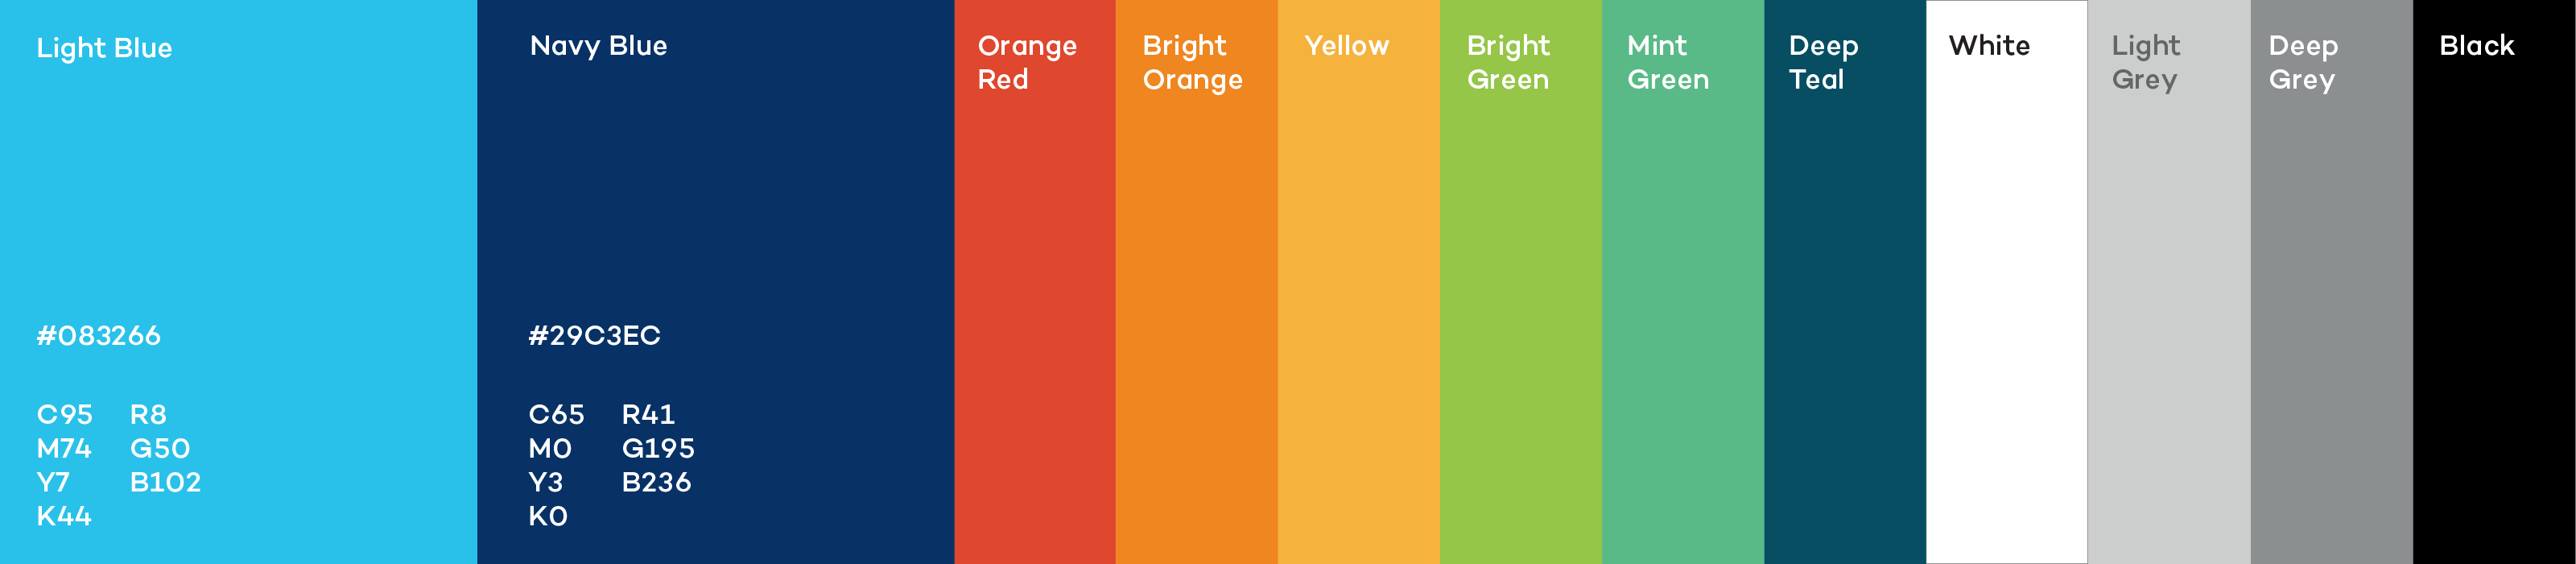 Light Blue
#083266
C95 R8
M74 G50
Y7 B102
K44
Navy Blue
#29C3EC
C65 R41
M0 G195
Y3 B236
K0
Orange
Red
Bright
Orange
Yellow
Bright
Green
Mint
Green
Deep
Teal
White
Light
Grey
Deep
Grey
Black